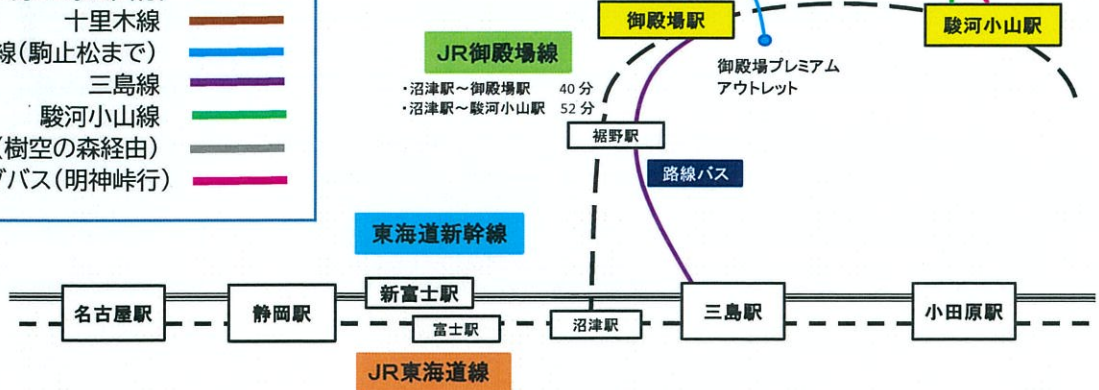 十里木線
線(駒止松まで)
三島線
駿河小山線
(樹空の森経由)
バス(明神峠行)
御殿場駅
駿河小山駅
JR御殿場線
・沼津駅～御殿場駅 40分
・沼津駅～駿河小山駅 52分
御殿場プレミアム
アウトレット
裾野駅
路線バス
東海道新幹線
新富士駅
名古屋駅
静岡駅
富士駅
沼津駅
三島駅
小田原駅
JR東海道線